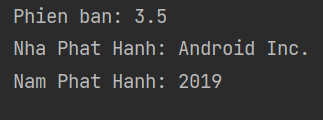 Phien ban: 3.5
Nha Phat Hanh: Android Inc.
Nam Phat Hanh: 2019